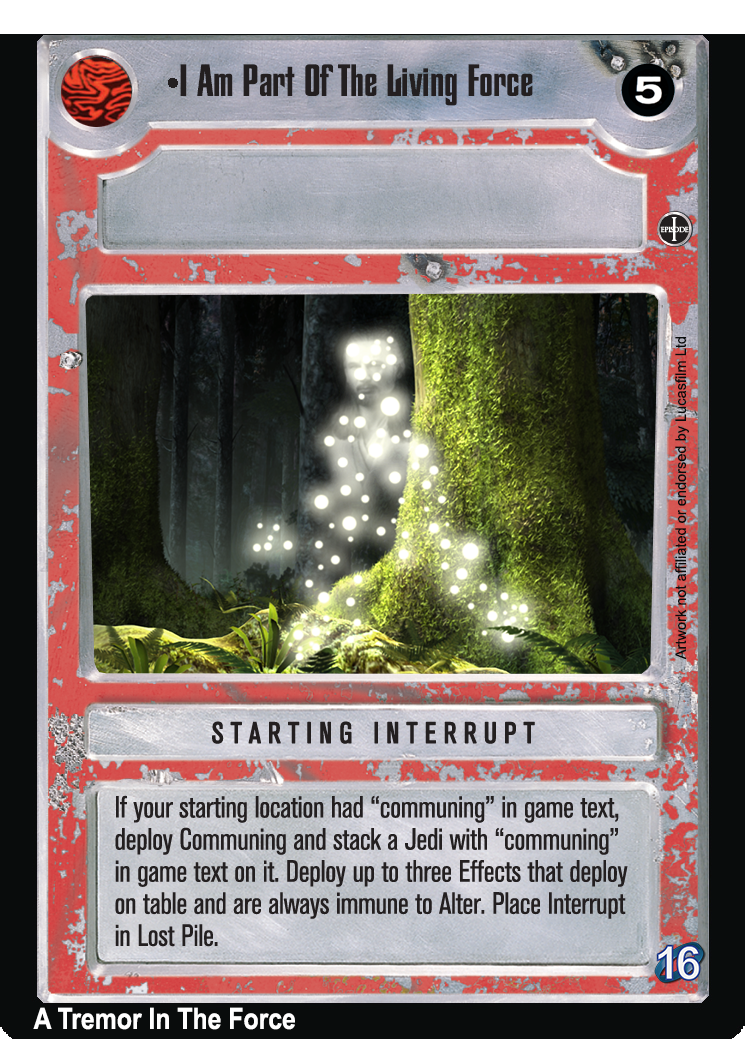 •I Am Part Of The Living Force
5
EPISODE I
Artwork not affiliated or endorsed by Lucasfilm Ltd
STARTING INTERRUPT
If your starting location had “communing” in game text,
deploy Communing and stack a Jedi with “communing”
in game text on it. Deploy up to three Effects that deploy
on table and are always immune to Alter. Place Interrupt
in Lost Pile.
16
A Tremor In The Force